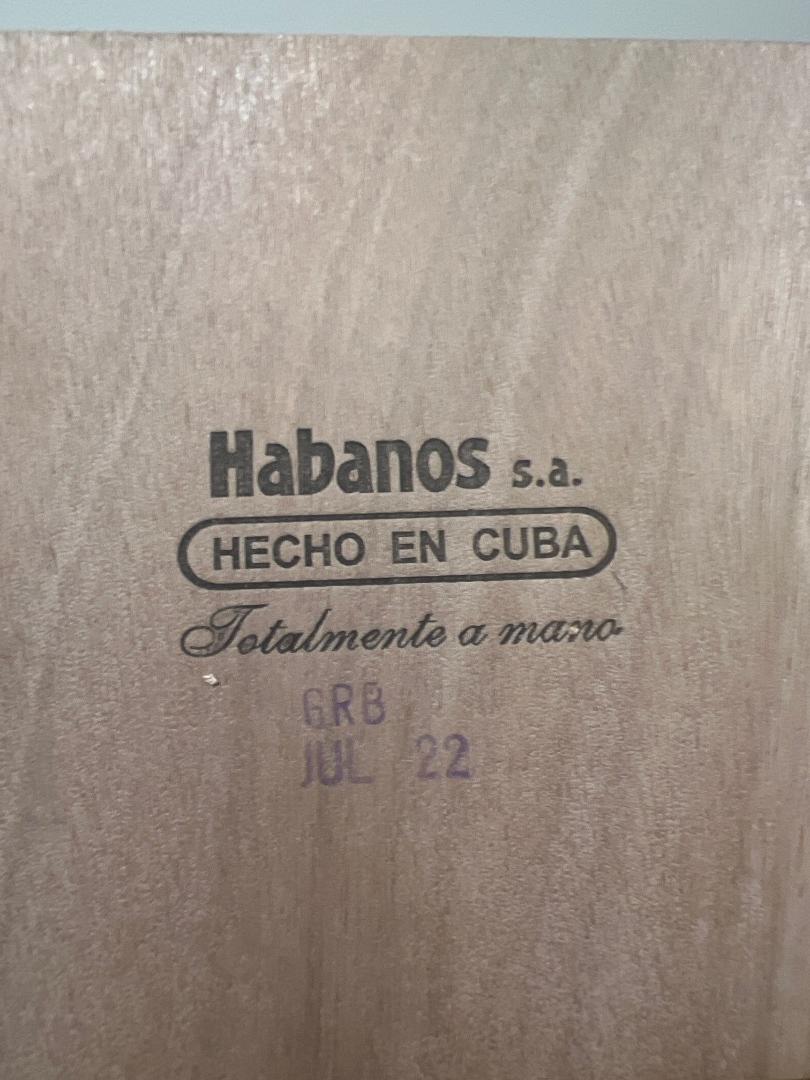 Habanos s.a.
HECHO EN CUBA
Totalmente a mano
GRB
JUL 22